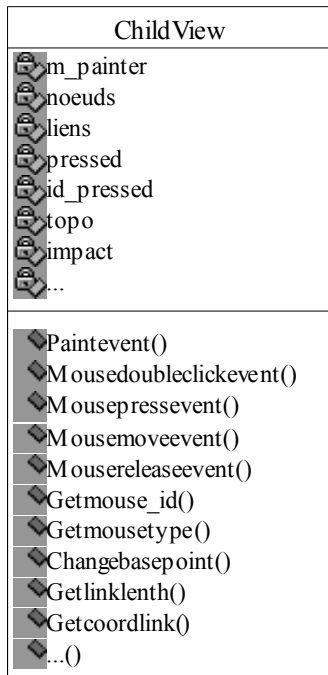 ChildView
m_painter
noeuds
liens
pressed
id_pressed
topo
impact
...
Paintevent()
Mousedoubleclickevent()
Mousepressevent()
Mousemoveevent()
Mousereleaseevent()
Getmouse_id()
Getmousetype()
Changebasepoint()
Getlinklenth()
Getcoordlink()
...()